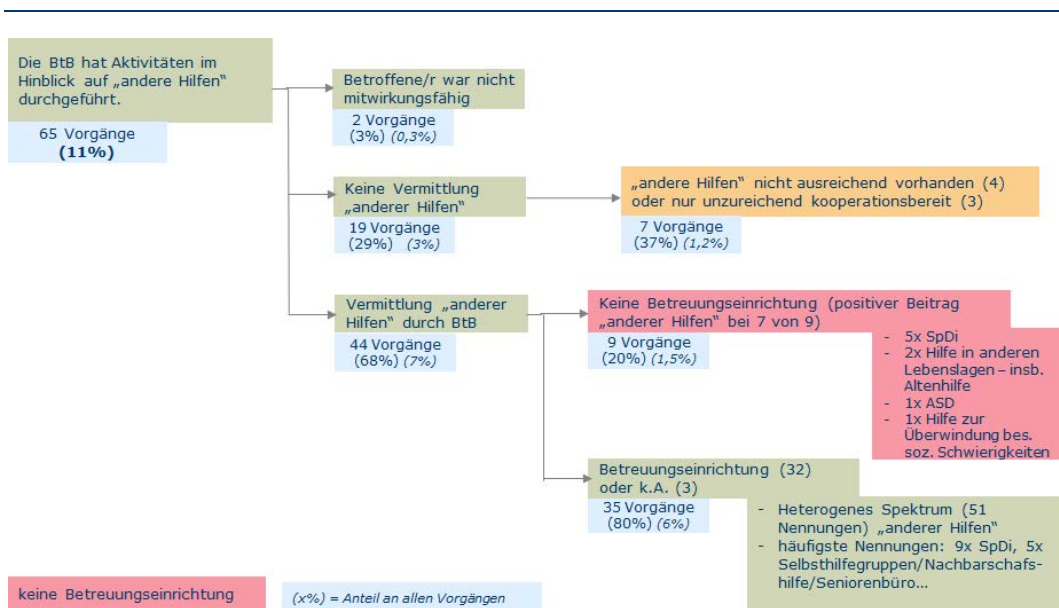 Die BtB hat Aktivitäten im
Hinblick auf „andere Hilfen“
durchgeführt.
65 Vorgänge
(11%)
Betroffene/r war nicht
mitwirkungsfähig
2 Vorgänge
(3%) (0,3%)
Keine Vermittlung
„anderer Hilfen“
19 Vorgänge
(29%) (3%)
„andere Hilfen“ nicht ausreichend vorhanden (4)
oder nur unzureichend kooperationsbereit (3)
7 Vorgänge
(37%) (1,2%)
Vermittlung „anderer
Hilfen“ durch BtB
44 Vorgänge
(68%) (7%)
Keine Betreuungseinrichtung (positiver Beitrag
„anderer Hilfen“ bei 7 von 9)
9 Vorgänge
(20%) (1,5%)
- 5x SpDi
- 2x Hilfe in anderen
Lebenslagen – insb.
Altenhilfe
- 1x ASD
- 1x Hilfe zur
Überwindung bes.
soz. Schwierigkeiten
Betreuungseinrichtung (32)
oder k.A. (3)
35 Vorgänge
(80%) (6%)
- Heterogenes Spektrum (51
Nennungen) „anderer Hilfen“
- häufigste Nennungen: 9x SpDi, 5x
Selbsthilfegruppen/Nachbarschafs-
hilfe/Seniorenbüro...
keine Betreuungseinrichtung
(x%) = Anteil an allen Vorgängen